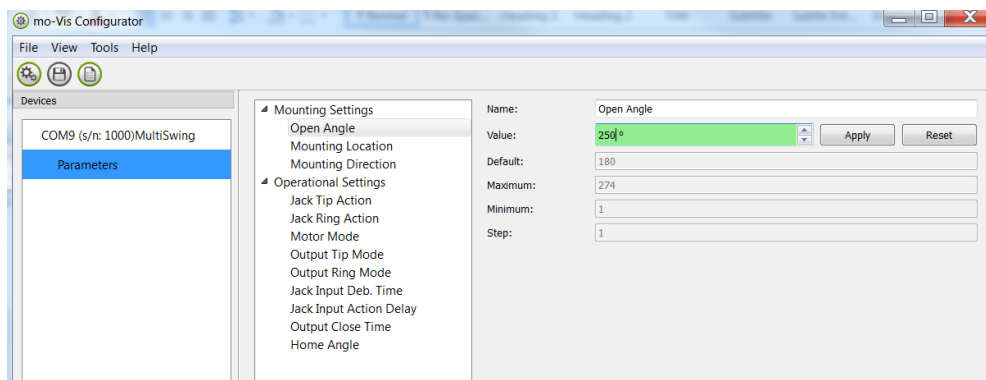 mo-Vis Configurator
File View Tools Help
Devices
COM9 (s/n: 1000)MultiSwing
Parameters
Mounting Settings
Open Angle
Mounting Location
Mounting Direction
Operational Settings
Jack Tip Action
Jack Ring Action
Motor Mode
Output Tip Mode
Output Ring Mode
Jack Input Deb. Time
Jack Input Action Delay
Output Close Time
Home Angle
Name: Open Angle
Value: 250 º Apply Reset
Default: 180
Maximum: 274
Minimum: 1
Step: 1